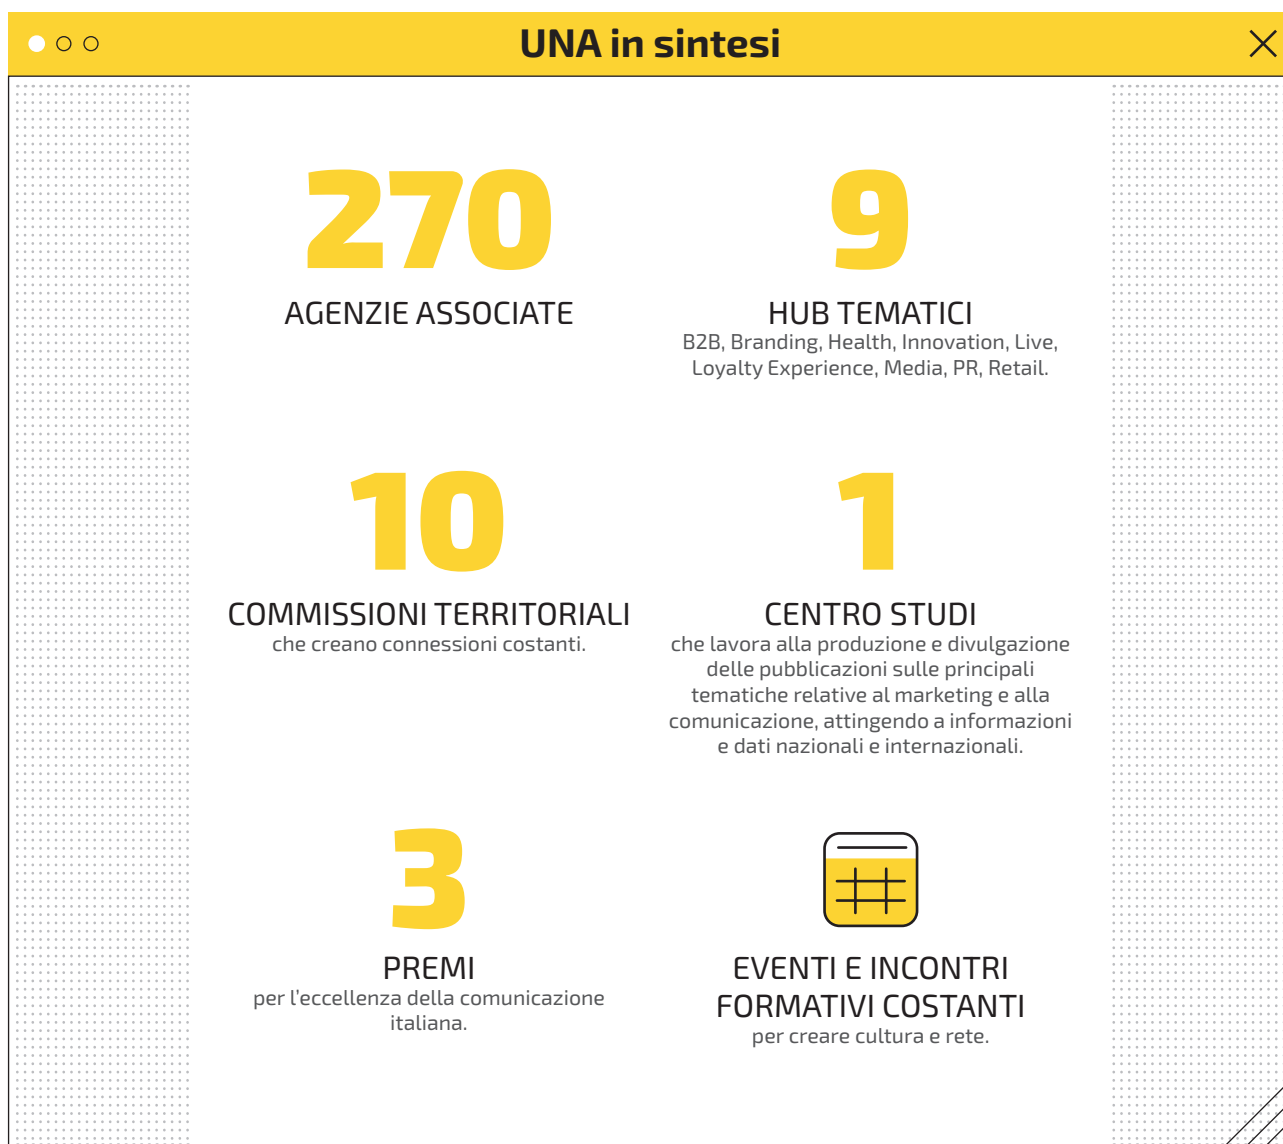 UNA in sintesi
270
AGENZIE ASSOCIATE
9
HUB TEMATICI
B2B, Branding, Health, Innovation, Live,
Loyalty Experience, Media, PR, Retail.
10
COMMISSIONI TERRITORIALI
che creano connessioni costanti.
1
CENTRO STUDI
che lavora alla produzione e divulgazione
delle pubblicazioni sulle principali
tematiche relative al marketing e alla
comunicazione, attingendo a informazioni
e dati nazionali e internazionali.
3
PREMI
per l’eccellenza della comunicazione
italiana.
EVENTI E INCONTRI
FORMATIVI COSTANTI
per creare cultura e rete.